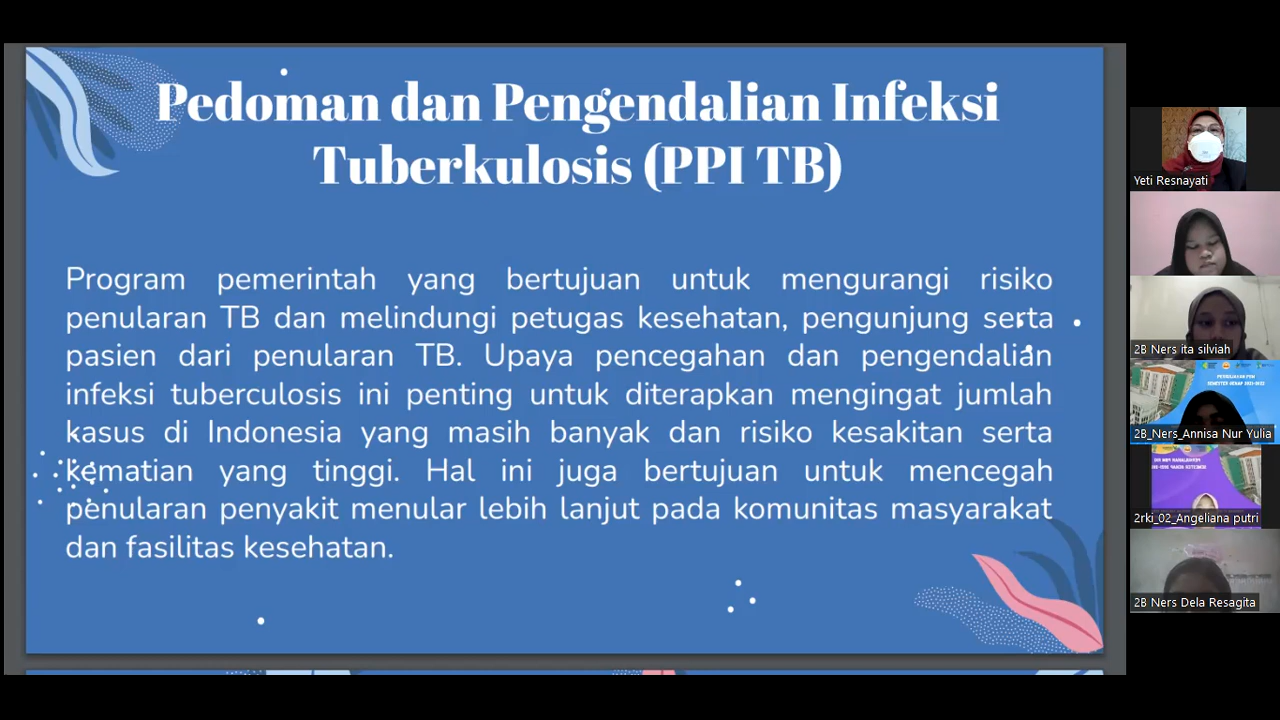 Pedoman dan Pengendalian Infeksi
Tuberkulosis (PPI TB)
Program pemerintah yang bertujuan untuk mengurangi risiko
penularan TB dan melindungi petugas kesehatan, pengunjung serta
pasien dari penularan TB. Upaya pencegahan dan pengendalian
infeksi tuberculosis ini penting untuk diterapkan mengingat jumlah
kasus di Indonesia yang masih banyak dan risiko kesakitan serta
kematian yang tinggi. Hal ini juga bertujuan untuk mencegah
penularan penyakit menular lebih lanjut pada komunitas masyarakat
dan fasilitas kesehatan.
Yeti Resnayati
2B Ners ita silviah
2B_Ners_Annisa Nur Yulia
2rki_02_Angeliana putri
2B Ners Dela Resagita